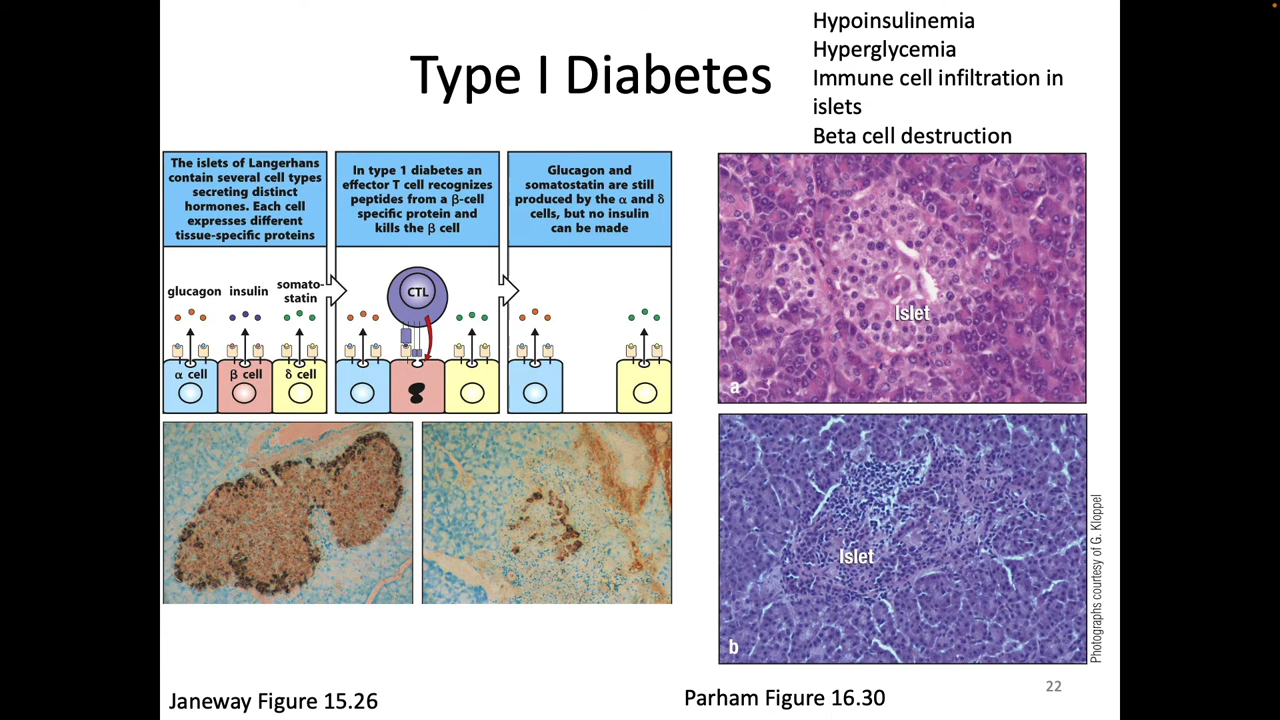 Type I Diabetes
Hypoinsulinemia
Hyperglycemia
Immune cell infiltration in
islets
Beta cell destruction
The islets of Langerhans
contain several cell types
secreting distinct
hormones. Each cell
expresses different
tissue-specific proteins
In type 1 diabetes an
effector T cell recognizes
peptides from a β-cell
specific protein and
kills the β cell
Glucagon and
somatostatin are still
produced by the α and δ
cells, but no insulin
can be made
glucagon
insulin
somato-
statin
CTL
α cell
β cell
δ cell
Islet
a
Islet
b
Photographs courtesy of G. Kloppel
Janeway Figure 15.26
Parham Figure 16.30
22